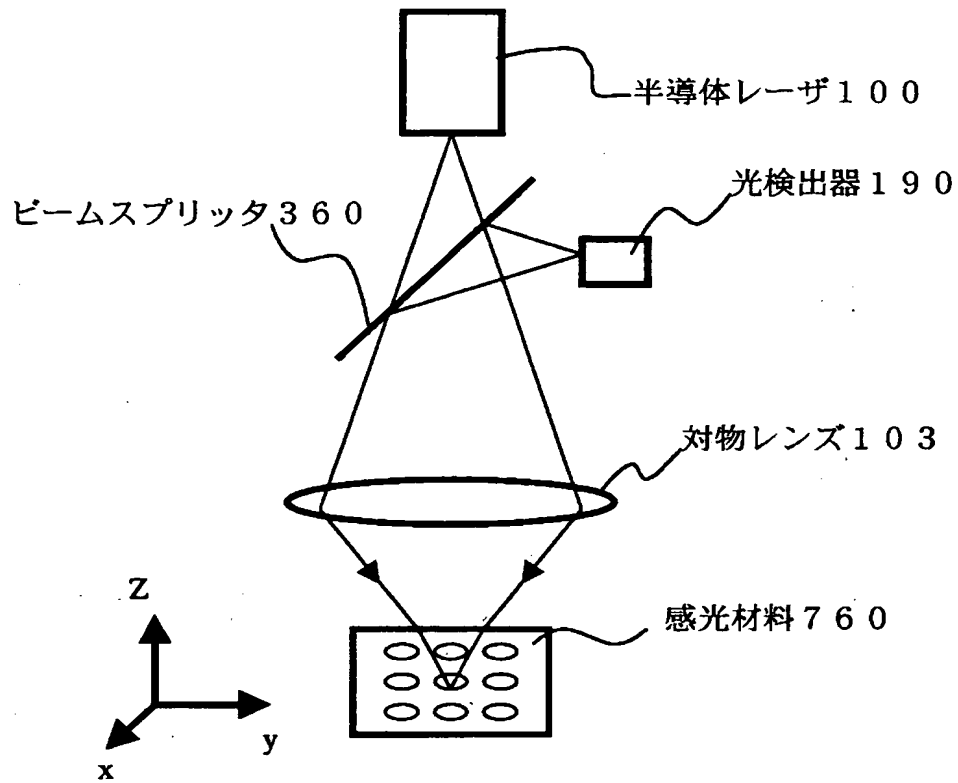 半導体レーザ１００
光検出器１９０
ビームスプリッタ３６０
対物レンズ１０３
感光材料７６０
Z
y
x